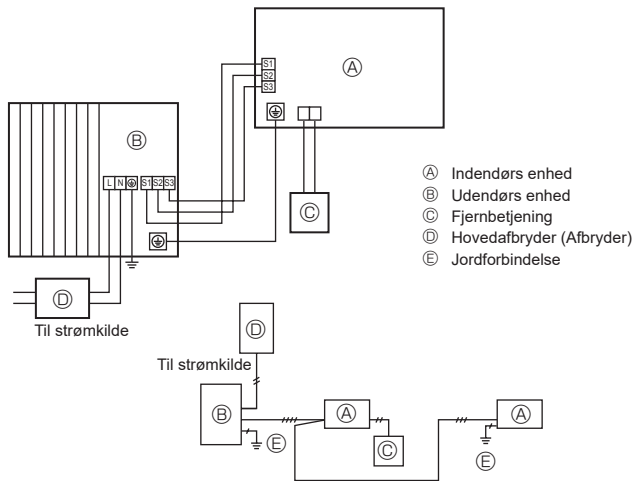 S1
S2
S3
Ⓐ
Ⓑ
L N S1 S2 S3
Ⓒ
Ⓓ
Til strømkilde
Ⓐ Indendørs enhed
Ⓑ Udendørs enhed
Ⓒ Fjernbetjening
Ⓓ Hovedafbryder (Afbryder)
Ⓔ Jordforbindelse
Ⓓ
Til strømkilde
Ⓑ Ⓐ Ⓐ
Ⓔ Ⓒ Ⓔ